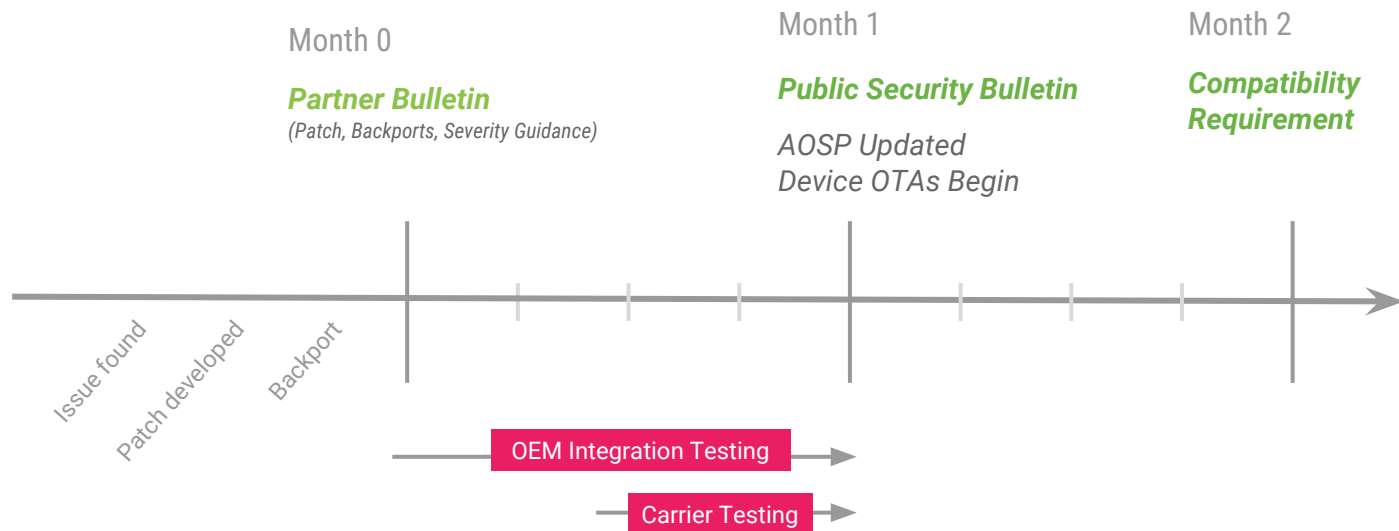 Month 0
Partner Bulletin
(Patch, Backports, Severity Guidance)
Month 1
Public Security Bulletin
AOSP Updated
Device OTAs Begin
Month 2
Compatibility
Requirement
Issue found
Patch developed
Backport
OEM Integration Testing
Carrier Testing